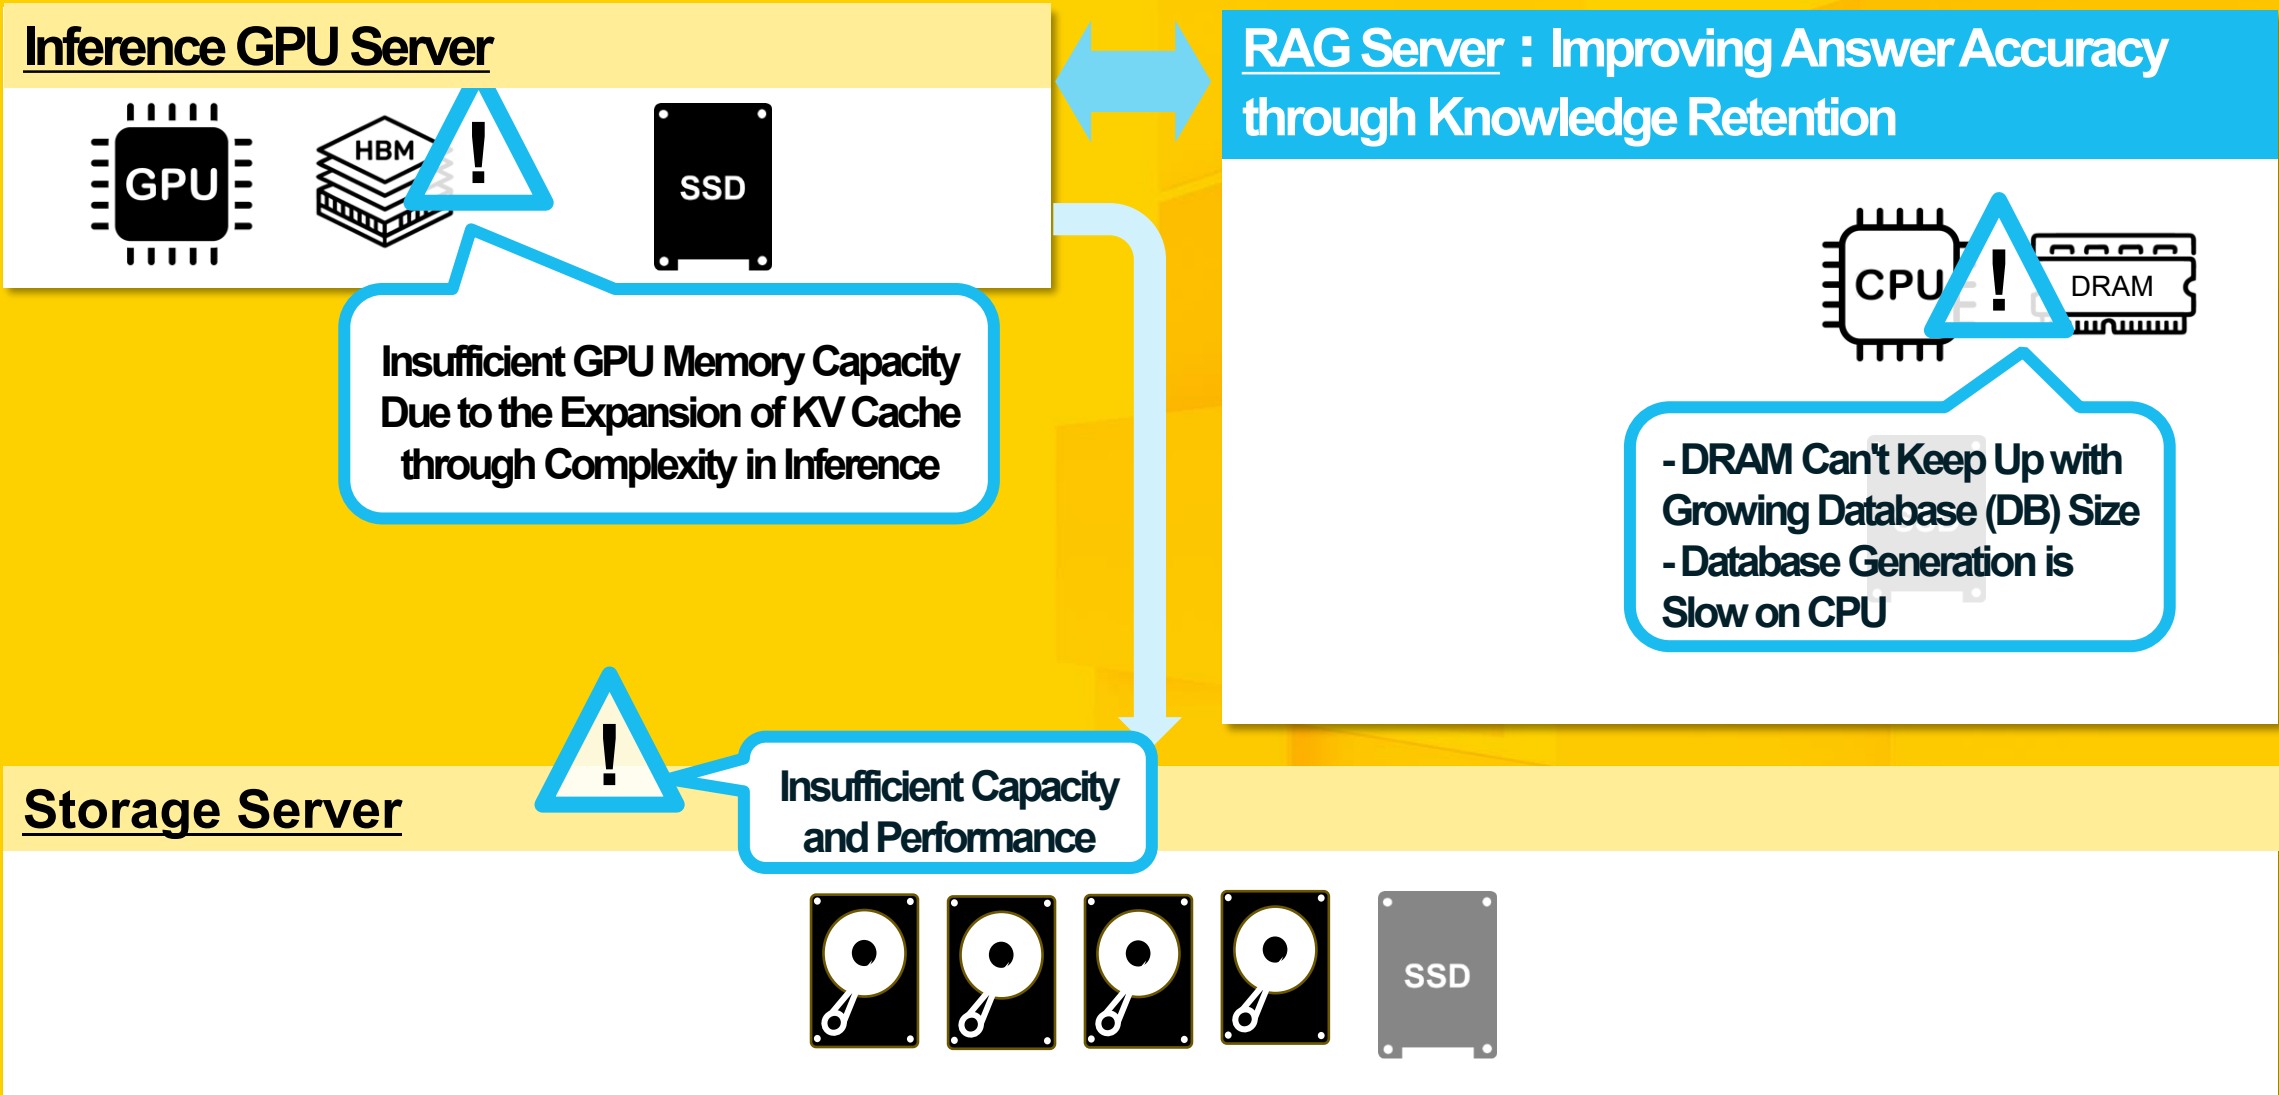 Inference GPU Server
GPU
HBM
!
SSD
Insufficient GPU Memory Capacity
Due to the Expansion of KV Cache
through Complexity in Inference
RAG Server : Improving Answer Accuracy
through Knowledge Retention
CPU
!
DRAM
- DRAM Can't Keep Up with
Growing Database (DB) Size
- Database Generation is
Slow on CPU
SSD
!
Insufficient Capacity
and Performance
Storage Server
SSD